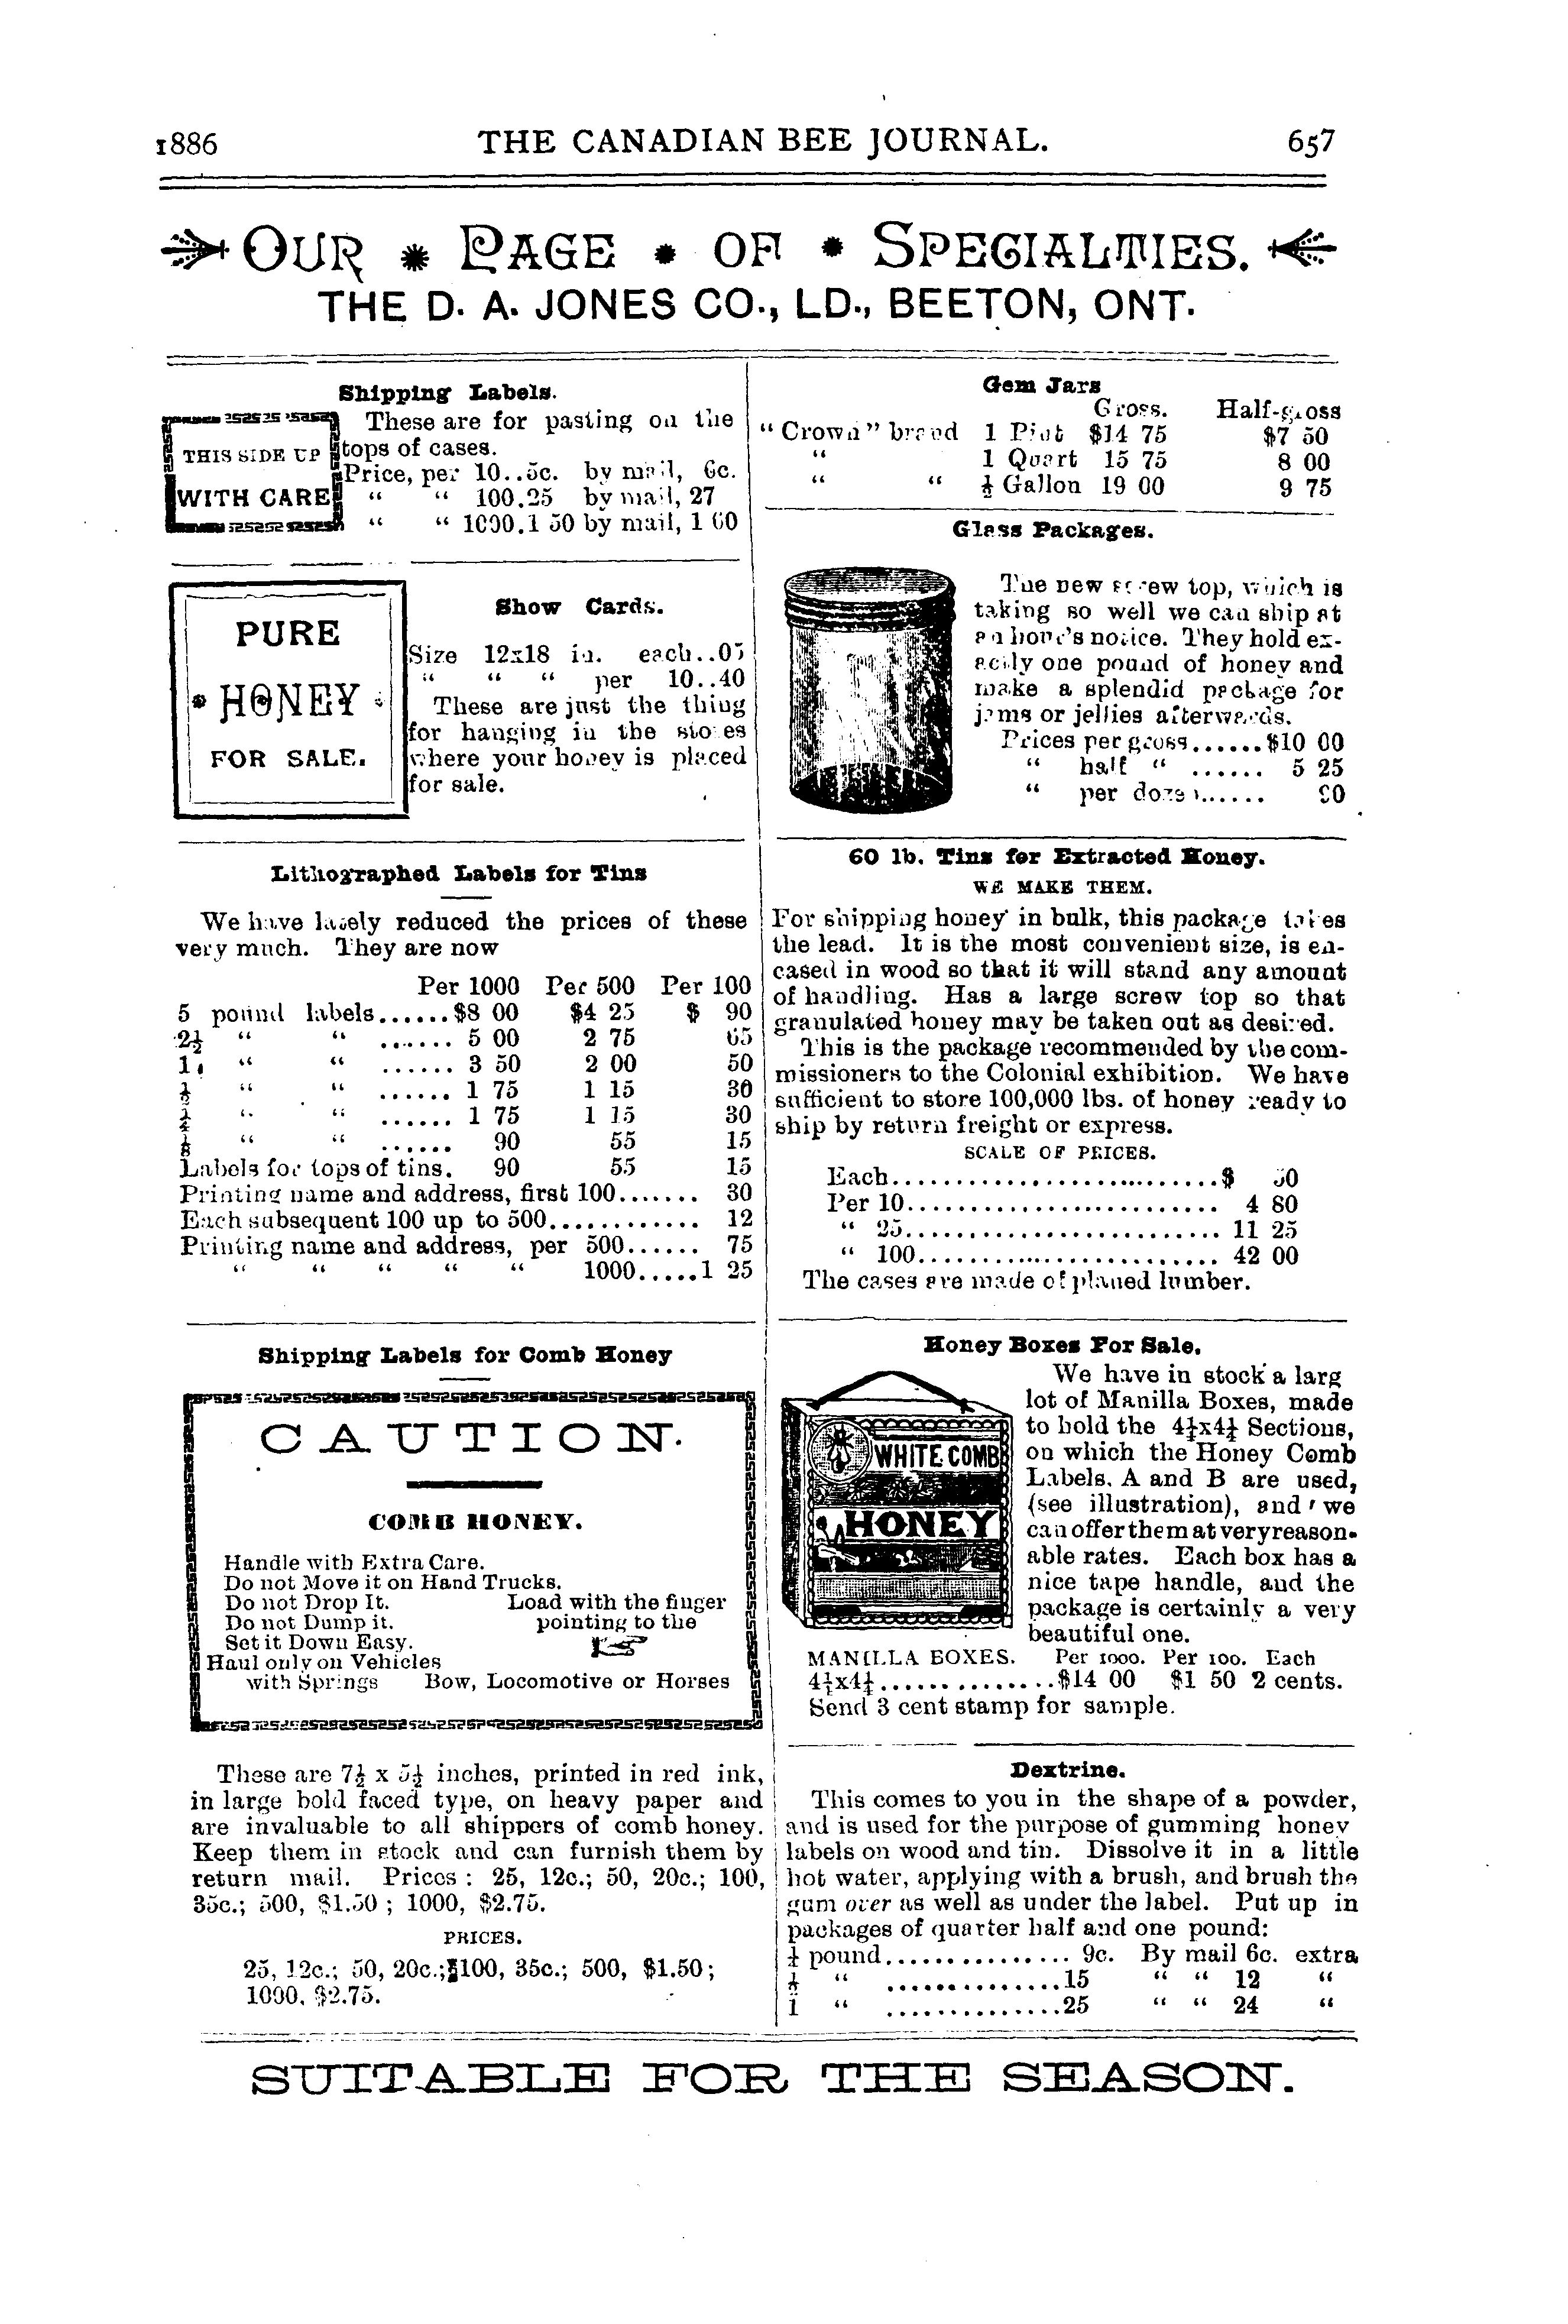 1886 THE CANADIAN BEE JOURNAL. 657
OUR * PAGE * OF * SPECIALTIES.
THE D. A. JONES CO., LD., BEETON, ONT.
Shipping Labels.
THIS SIDE UP
WITH CARE
These are for pasting on the
tops of cases.
Price, per 10..5c. by mail, 6c.
“ “ 100.25 by mail, 27
“ “ 1000.1 50 by mail, 1 60
PURE
HONEY
FOR SALE.
Show Cards.
Size 12x18 in. each..05
“ “ “ per 10..40
These are just the thing
for hanging in the stores
where your honey is placed
for sale.
Lithographed Labels for Tins
We have lately reduced the prices of these
very much. They are now
Per 1000 Per 500 Per 100
5 pound labels......$8 00 $4 25 $ 90
2½ “ “ ...... 5 00 2 75 65
1 “ “ ...... 3 50 2 00 50
½ “ “ ...... 1 75 1 15 30
¼ “ “ ...... 1 75 1 15 30
⅛ “ “ ...... 90 55 15
Labels for tops of tins. 90 55 15
Printing name and address, first 100....... 30
Each subsequent 100 up to 500............ 12
Printing name and address, per 500...... 75
“ “ “ “ “ 1000.....1 25
Shipping Labels for Comb Honey
CAUTION.
COMB HONEY.
Handle with Extra Care.
Do not Move it on Hand Trucks.
Do not Drop It. Load with the finger
Do not Dump it. pointing to the
Set it Down Easy.
Haul only on Vehicles
with Springs Bow, Locomotive or Horses
These are 7½ x 5½ inches, printed in red ink,
in large bold faced type, on heavy paper and
are invaluable to all shippers of comb honey.
Keep them in stock and can furnish them by
return mail. Prices : 25, 12c.; 50, 20c.; 100,
35c.; 500, $1.50 ; 1000, $2.75.
PRICES.
25, 12c.; 50, 20c.; 100, 35c.; 500, $1.50;
1000, $2.75.
Gem Jars
Gross. Half-gross
“Crown” brand 1 Pint $14 75 $7 50
“ 1 Quart 15 75 8 00
“ “ ½ Gallon 19 00 9 75
Glass Packages.
The new screw top, which is
taking so well we can ship at
an hour's notice. They hold ex-
actly one pound of honey and
make a splendid package for
jams or jellies afterwards.
Prices per gross......$10 00
“ half “ ...... 5 25
“ per dozen...... 90
60 lb. Tins for Extracted Honey.
WE MAKE THEM.
For shipping honey in bulk, this package takes
the lead. It is the most convenient size, is en-
cased in wood so that it will stand any amount
of handling. Has a large screw top so that
granulated honey may be taken out as desired.
This is the package recommended by the com-
missioners to the Colonial exhibition. We have
sufficient to store 100,000 lbs. of honey ready to
ship by return freight or express.
SCALE OF PRICES.
Each..........................$ 50
Per 10......................... 4 80
“ 25......................... 11 25
“ 100........................ 42 00
The cases are made of planed lumber.
Honey Boxes For Sale.
WHITE COMB
HONEY
We have in stock a larg
lot of Manilla Boxes, made
to hold the 4¼x4¼ Sections,
on which the Honey Comb
Labels, A and B are used,
(see illustration), and we
can offer them at very reason-
able rates. Each box has a
nice tape handle, and the
package is certainly a very
beautiful one.
MANILLA BOXES. Per 1000. Per 100. Each
4¼x4¼..............$14 00 $1 50 2 cents.
Send 3 cent stamp for sample.
Dextrine.
This comes to you in the shape of a powder,
and is used for the purpose of gumming honey
labels on wood and tin. Dissolve it in a little
hot water, applying with a brush, and brush the
gum over as well as under the label. Put up in
packages of quarter half and one pound:
¼ pound............... 9c. By mail 6c. extra
½ “ ..............15 “ “ 12 “
1 “ ..............25 “ “ 24 “
SUITABLE FOR THE SEASON.